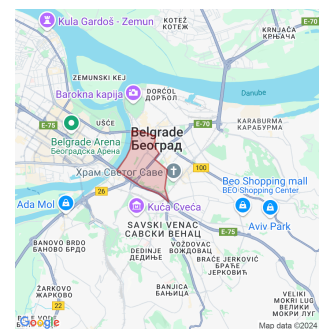 Kula Gardoš - Zemun
КОТЕЖ
KOTEŽ
KRNJAČA
КРЊАЧА
ZEMUNSKI KEJ
Barokna kapija
DORĆOL
ДОРЋОЛ
Danube
UŠĆE
E-75
E-70
KARABURMA
КАРАБУРМА
Belgrade Arena
Београдска Арена
Belgrade
Београд
Храм Светог Саве
100
E-75
26
Beo Shopping mall
BEO Shopping Center
Ada Mol
Kuća Cveća
Aviv Park
SAVSKI VENAC
САВСКИ ВЕНАЦ
BANOVO BRDO
БАНОВО БРДО
DEDINJE
ДЕДИЊЕ
VOŽDOVAC
ВОЖДОВАЦ
BRAĆE JERKOVIĆ
БРАЋЕ
ЈЕРКОВИЋ
ŽARKOVO
ЖАРКОВО
22
BANJICA
БАЊИЦА
VELIKI
MOKRI LUG
ВЕЛИКИ
МОКРИ ЛУГ
Google
Map data ©2024